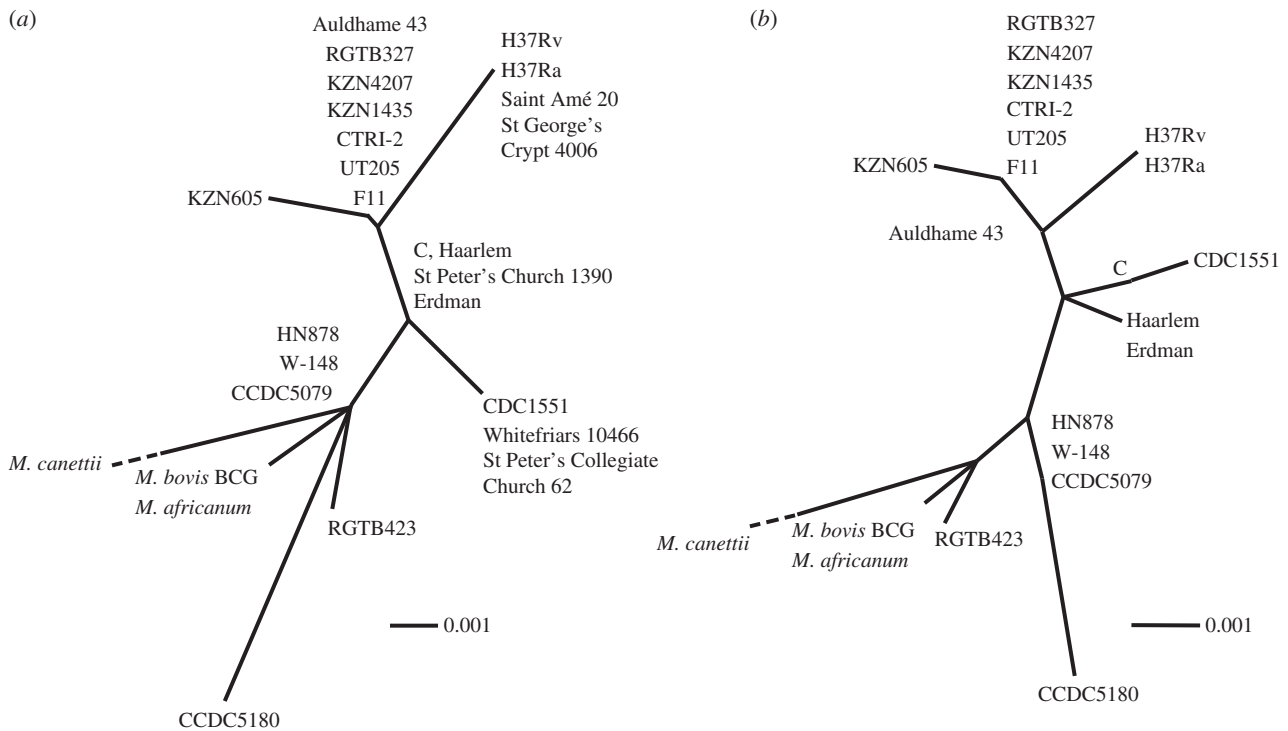 (a)
Auldhame 43
RGTB327
KZN4207
KZN1435
CTRI-2
UT205
F11
H37Rv
H37Ra
Saint Amé 20
St George's
Crypt 4006
KZN605
C, Haarlem
St Peter's Church 1390
Erdman
HN878
W-148
CCDC5079
CDC1551
Whitefriars 10466
St Peter's Collegiate
Church 62
M. canettii
M. bovis BCG
M. africanum
RGTB423
0.001
CCDC5180
(b)
RGTB327
KZN4207
KZN1435
CTRI-2
UT205
F11
H37Rv
H37Ra
KZN605
Auldhame 43
C
CDC1551
Haarlem
Erdman
HN878
W-148
CCDC5079
M. canettii
M. bovis BCG
M. africanum
RGTB423
0.001
CCDC5180